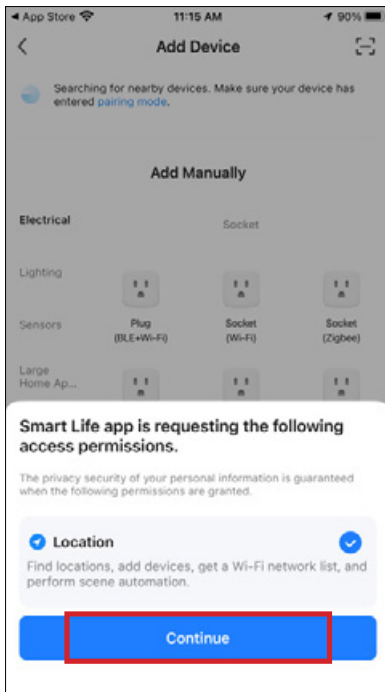 App Store 11:15 AM 90%
Add Device
Searching for nearby devices. Make sure your device has
entered pairing mode.
Add Manually
Electrical
Socket
Lighting
Sensors
Plug
(BLE+Wi-Fi)
Socket
(Wi-Fi)
Socket
(Zigbee)
Large
Home Ap...
Smart Life app is requesting the following
access permissions.
The privacy security of your personal information is guaranteed
when the following permissions are granted.
Location
Find locations, add devices, get a Wi-Fi network list, and
perform scene automation.
Continue